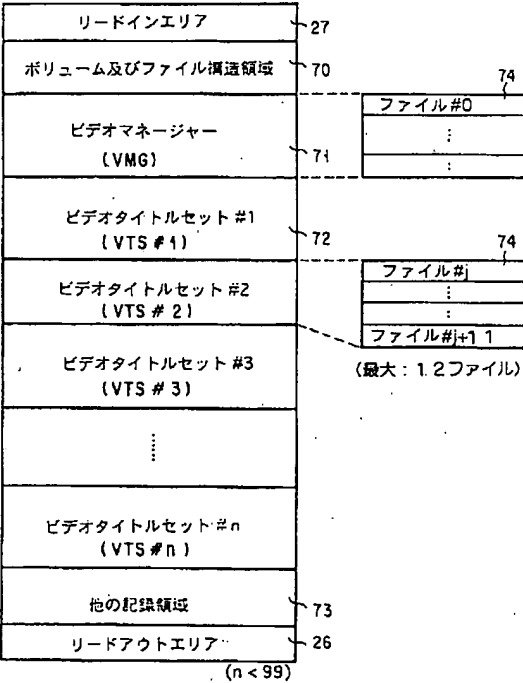 リードインエリア
27
ボリューム及びファイル構造領域
70
ビデオマネージャー
(VMG)
71
ビデオタイトルセット #1
(VTS #1)
72
ビデオタイトルセット #2
(VTS # 2)
ビデオタイトルセット #3
(VTS # 3)
ビデオタイトルセット #n
(VTS #n)
他の記録領域
73
リードアウトエリア
26
(n < 99)
74
ファイル#0
74
ファイル#j
ファイル#j+1 1
(最大: 1.2ファイル)